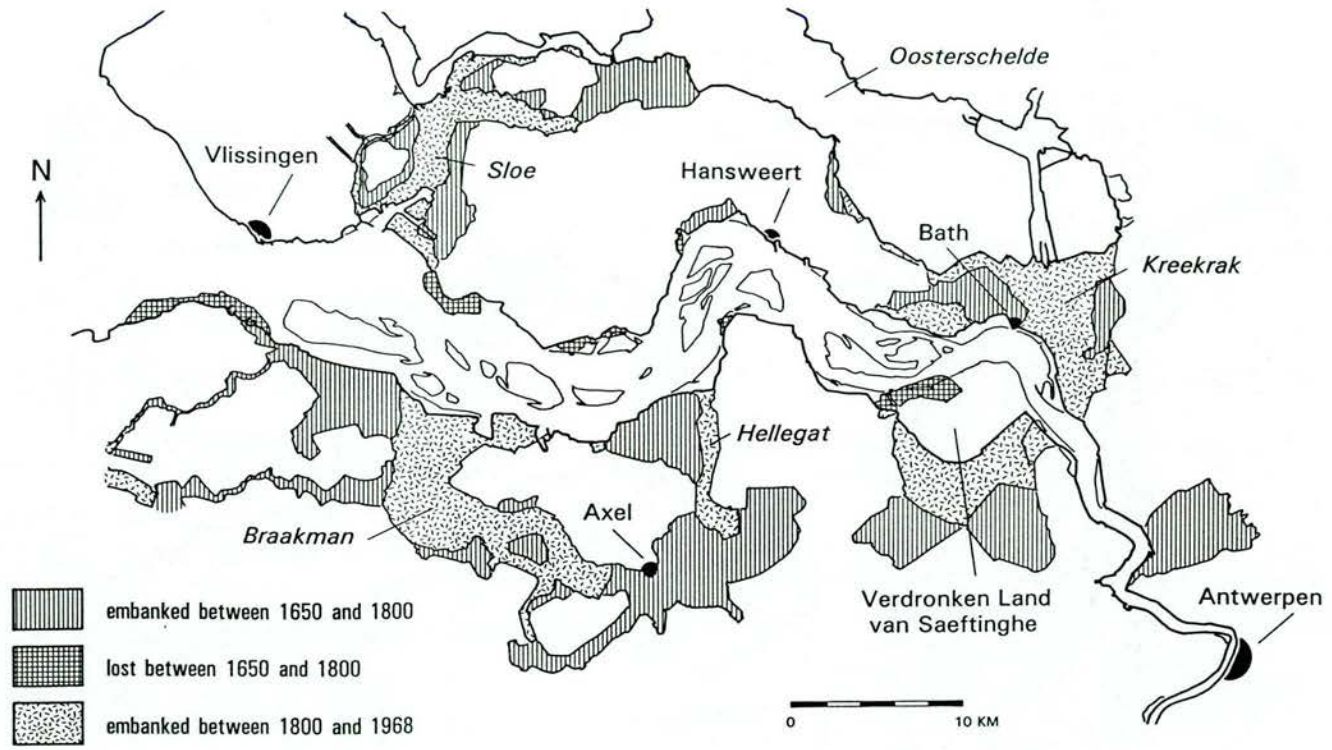 Oosterschelde
Vlissingen
N
Sloe
Hansweert
Bath
Kreekrak
Hellegat
Axel
Braakman
Verdronken Land
van Saeftinghe
Antwerpen
embanked between 1650 and 1800
lost between 1650 and 1800
embanked between 1800 and 1968
0 10 KM